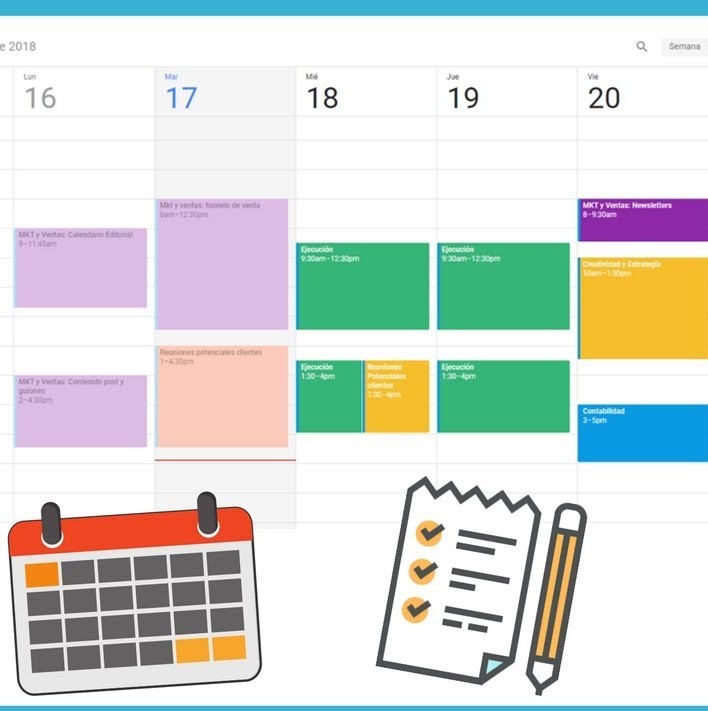 e 2018
Semana
Lun
16
Mar
17
Mié
18
Jue
19
Vie
20
MKT y Ventas: Calendario Editorial
9–11:45am
MKT y Ventas: Contenido post y
guiones
2–4:30pm
Mkt y ventas: funnels de venta
8am–12:30pm
Reuniones potenciales clientes
1–4:30pm
Ejecución
9:30am–12:30pm
Ejecución
1:30–4pm
Reuniones
Potenciales
clientes
1:30–4pm
Ejecución
9:30am–12:30pm
Ejecución
1:30–4pm
MKT y Ventas: Newsletters
8–9:30am
Creatividad y Estrategia
10am–1:30pm
Contabilidad
3–5pm